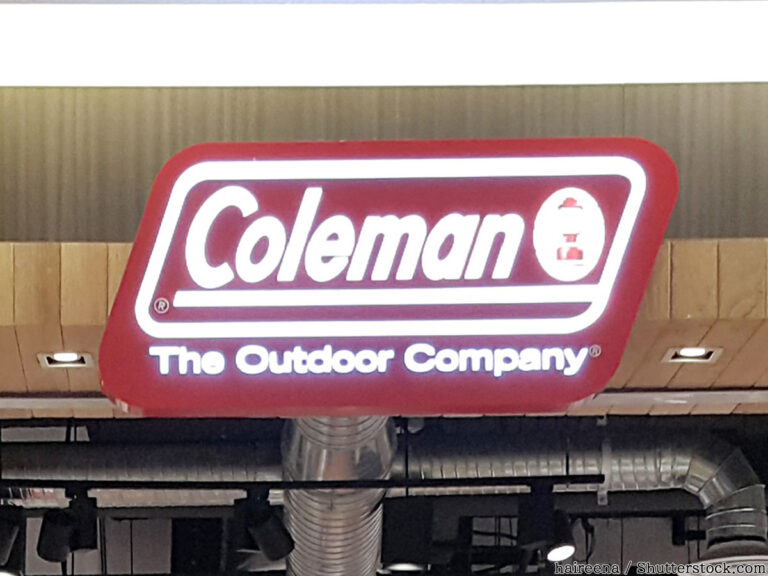 Coleman
®
The Outdoor Company®
haireena / Shutterstock.com